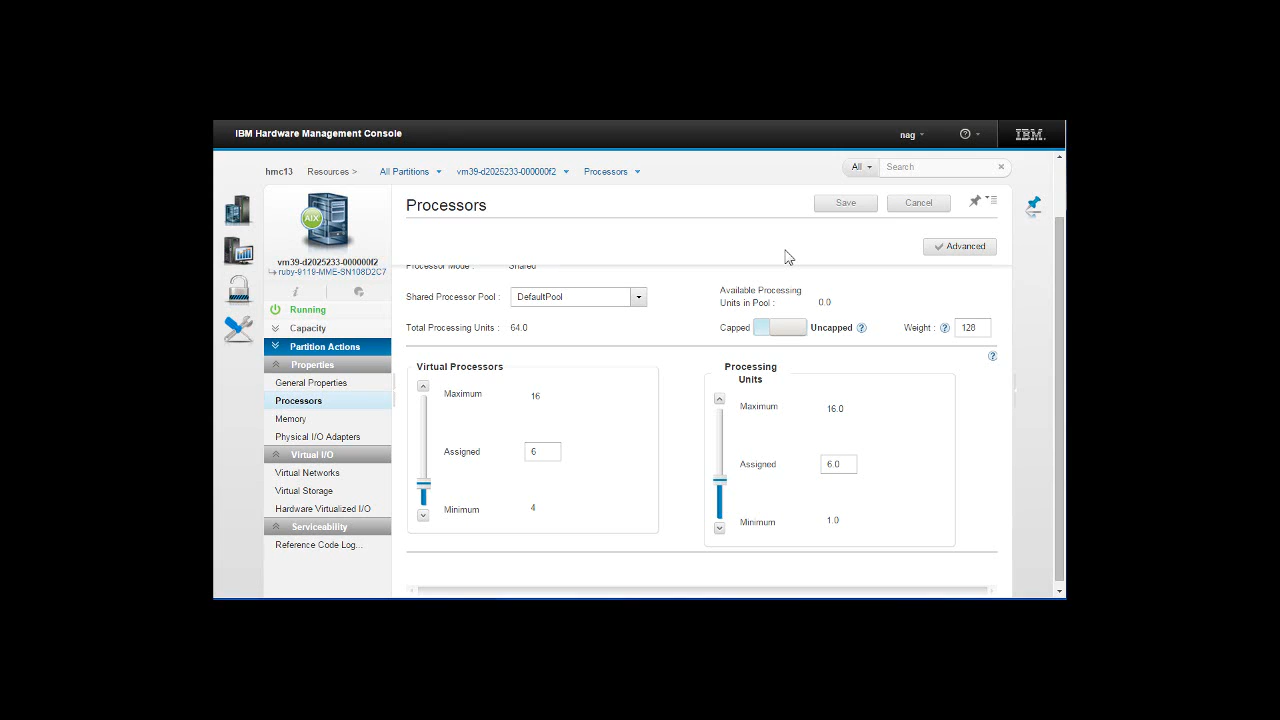 IBM Hardware Management Console
nag
IBM.
hmc13 Resources > All Partitions vm39-d2025233-000000f2 Processors
All Search
AIX
vm39-d2025233-000000f2
ruby-9119-MME-SN108D2C7
Running
Capacity
Partition Actions
Properties
General Properties
Processors
Memory
Physical I/O Adapters
Virtual I/O
Virtual Networks
Virtual Storage
Hardware Virtualized I/O
Serviceability
Reference Code Log...
Processors
Save Cancel
Advanced
Processor Mode : Shared
Shared Processor Pool : DefaultPool
Available Processing
Units in Pool : 0.0
Total Processing Units : 64.0
Capped Uncapped ? Weight : ? 128
?
Virtual Processors
Maximum 16
Assigned 6
Minimum 4
Processing
Units
Maximum 16.0
Assigned 6.0
Minimum 1.0